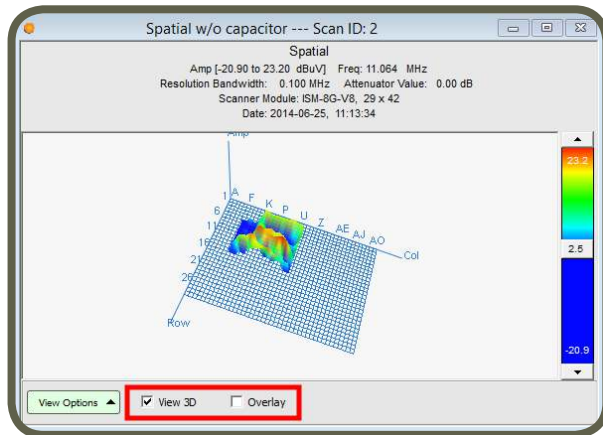 Spatial w/o capacitor --- Scan ID: 2
Spatial
Amp [-20.90 to 23.20 dBuV] Freq: 11.064 MHz
Resolution Bandwidth: 0.100 MHz Attenuator Value: 0.00 dB
Scanner Module: ISM-8G-V8, 29 x 42
Date: 2014-06-25, 11:13:34
Amp
1 A F K P U Z AE AJ AO
Col
6
11
16
21
26
Row
23.2
2.5
-20.9
View Options
View 3D
Overlay